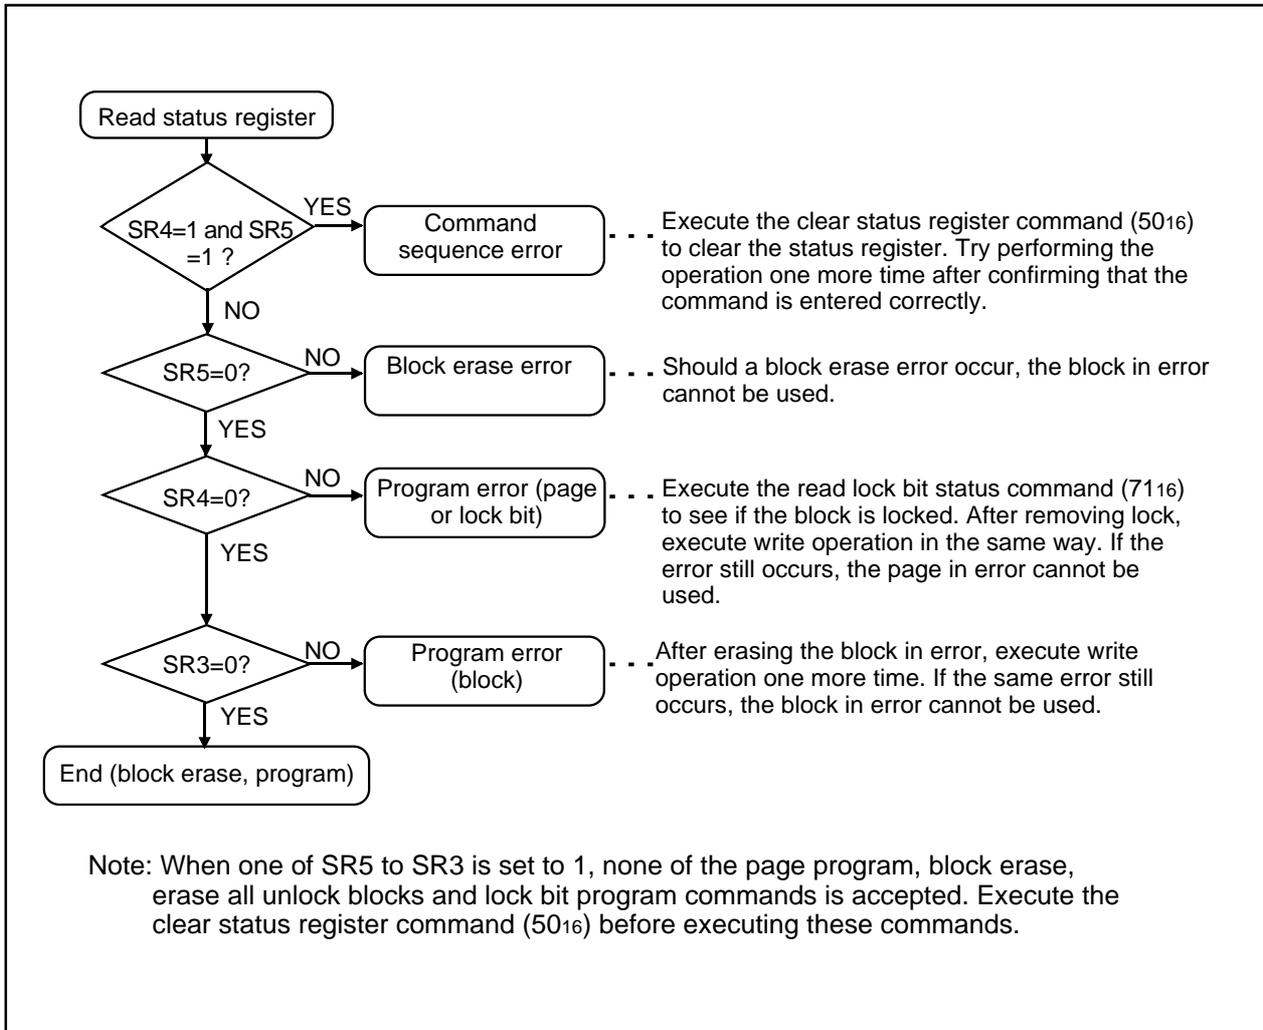 Read status register
SR4=1 and SR5
=1 ?
YES
Command
sequence error
Execute the clear status register command (5016)
to clear the status register. Try performing the
operation one more time after confirming that the
command is entered correctly.
NO
SR5=0?
NO
Block erase error
Should a block erase error occur, the block in error
cannot be used.
YES
SR4=0?
NO
Program error (page
or lock bit)
Execute the read lock bit status command (7116)
to see if the block is locked. After removing lock,
execute write operation in the same way. If the
error still occurs, the page in error cannot be
used.
YES
SR3=0?
NO
Program error
(block)
After erasing the block in error, execute write
operation one more time. If the same error still
occurs, the block in error cannot be used.
YES
End (block erase, program)
Note: When one of SR5 to SR3 is set to 1, none of the page program, block erase,
erase all unlock blocks and lock bit program commands is accepted. Execute the
clear status register command (5016) before executing these commands.